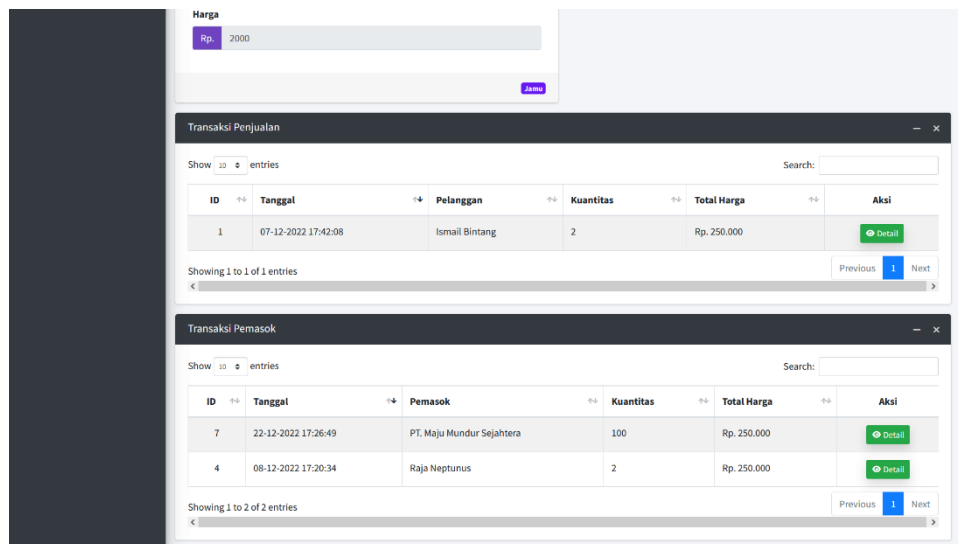 Harga
Rp. 2000
Jamu
Transaksi Penjualan
Show 10 entries Search:
ID Tanggal Pelanggan Kuantitas Total Harga Aksi
1 07-12-2022 17:42:08 Ismail Bintang 2 Rp. 250.000 Detail
Showing 1 to 1 of 1 entries Previous 1 Next
Transaksi Pemasok
Show 10 entries Search:
ID Tanggal Pemasok Kuantitas Total Harga Aksi
7 22-12-2022 17:26:49 PT. Maju Mundur Sejahtera 100 Rp. 250.000 Detail
4 08-12-2022 17:20:34 Raja Neptunus 2 Rp. 250.000 Detail
Showing 1 to 2 of 2 entries Previous 1 Next